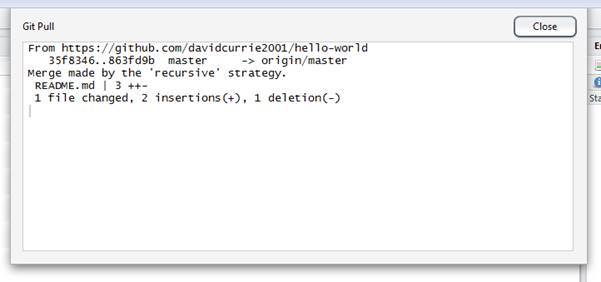 Git Pull
Close
From https://github.com/davidcurrie2001/hello-world
35f8346..863fd9b master -> origin/master
Merge made by the 'recursive' strategy.
README.md | 3 ++-
1 file changed, 2 insertions(+), 1 deletion(-)